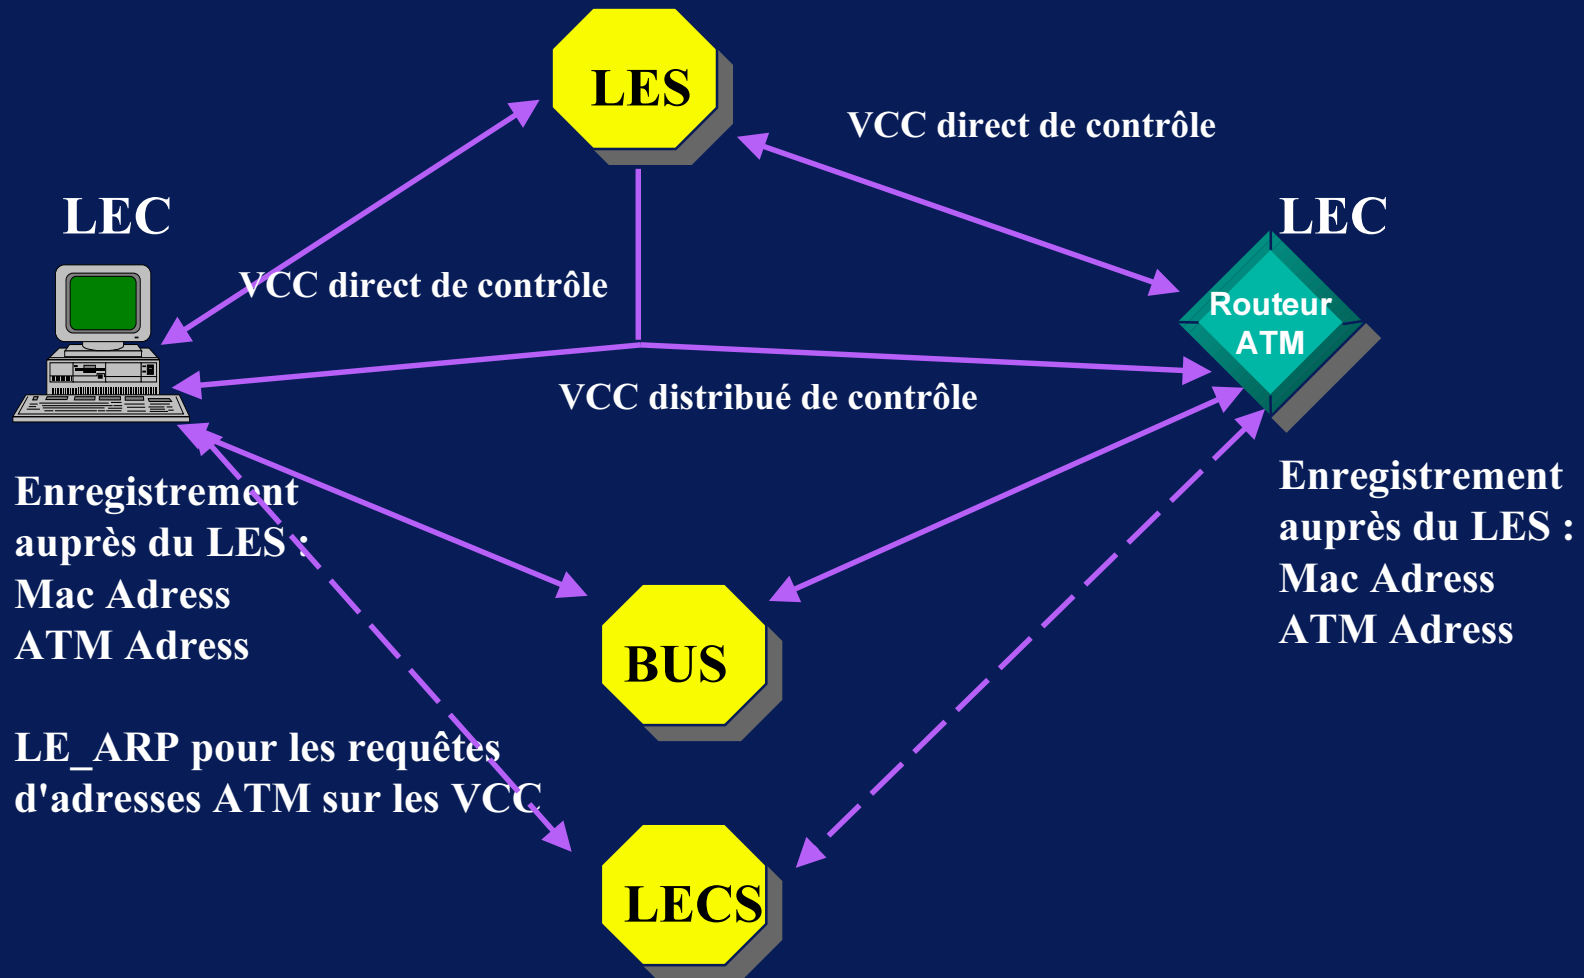 LES
VCC direct de contrôle
LEC
LEC
VCC direct de contrôle
Routeur
ATM
VCC distribué de contrôle
Enregistrement
auprès du LES :
Mac Adress
ATM Adress
Enregistrement
auprès du LES :
Mac Adress
ATM Adress
BUS
LE_ARP pour les requêtes
d'adresses ATM sur les VCC
LECS